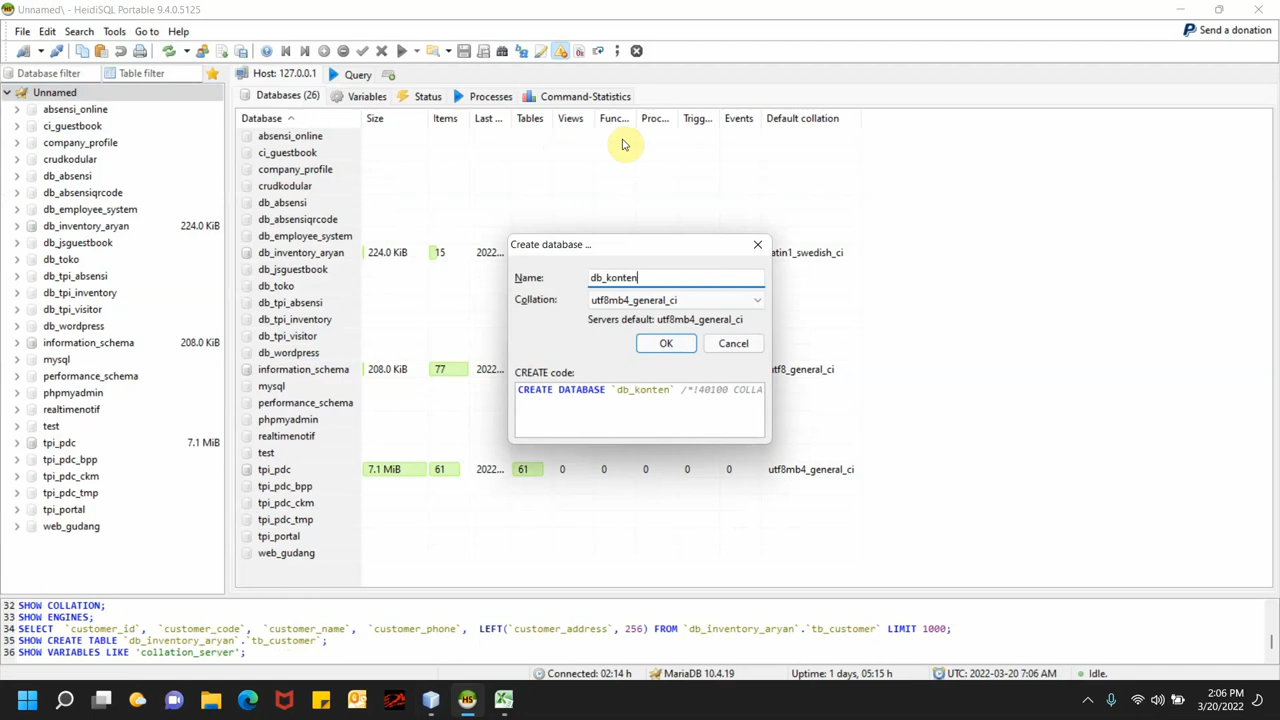 Unnamed\ - HeidiSQL Portable 9.4.0.5125
File Edit Search Tools Go to Help
Send a donation
Database filter Table filter
Host: 127.0.0.1 Query
Databases (26) Variables Status Processes Command-Statistics
Unnamed
absensi_online
ci_guestbook
company_profile
crudkodular
db_absensi
db_absensiqrcode
db_employee_system
db_inventory_aryan 224.0 KiB
db_jsguestbook
db_toko
db_tpi_absensi
db_tpi_inventory
db_tpi_visitor
db_wordpress
information_schema 208.0 KiB
mysql
performance_schema
phpmyadmin
realtimenotif
test
tpi_pdc 7.1 MiB
tpi_pdc_bpp
tpi_pdc_ckm
tpi_pdc_tmp
tpi_portal
web_gudang
Database Size Items Last ... Tables Views Func... Proc... Trigg... Events Default collation
absensi_online
ci_guestbook
company_profile
crudkodular
db_absensi
db_absensiqrcode
db_employee_system
db_inventory_aryan 224.0 KiB 15 2022... latin1_swedish_ci
db_jsguestbook
db_toko
db_tpi_absensi
db_tpi_inventory
db_tpi_visitor
db_wordpress
information_schema 208.0 KiB 77 2022... utf8_general_ci
mysql
performance_schema
phpmyadmin
realtimenotif
test
tpi_pdc 7.1 MiB 61 2022... 61 0 0 0 0 0 utf8mb4_general_ci
tpi_pdc_bpp
tpi_pdc_ckm
tpi_pdc_tmp
tpi_portal
web_gudang
Create database ...
Name: db_konten
Collation: utf8mb4_general_ci
Servers default: utf8mb4_general_ci
OK Cancel
CREATE code:
CREATE DATABASE `db_konten` /*!40100 COLLA
32 SHOW COLLATION;
33 SHOW ENGINES;
34 SELECT `customer_id`, `customer_code`, `customer_name`, `customer_phone`, LEFT(`customer_address`, 256) FROM `db_inventory_aryan`.`tb_customer` LIMIT 1000;
35 SHOW CREATE TABLE `db_inventory_aryan`.`tb_customer`;
36 SHOW VARIABLES LIKE 'collation_server';
Connected: 02:14 h MariaDB 10.4.19 Uptime: 1 days, 05:15 h UTC: 2022-03-20 7:06 AM Idle.
2:06 PM
3/20/2022